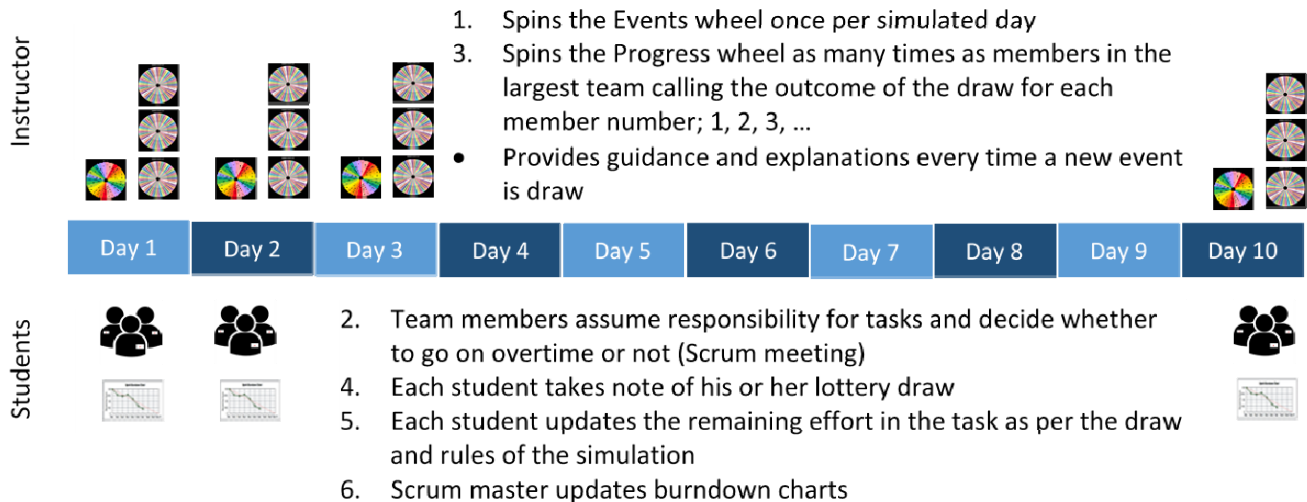 Instructor
1. Spins the Events wheel once per simulated day
3. Spins the Progress wheel as many times as members in the
largest team calling the outcome of the draw for each
member number; 1, 2, 3, ...
• Provides guidance and explanations every time a new event
is draw
Day 1 Day 2 Day 3 Day 4 Day 5 Day 6 Day 7 Day 8 Day 9 Day 10
Students
2. Team members assume responsibility for tasks and decide whether
to go on overtime or not (Scrum meeting)
4. Each student takes note of his or her lottery draw
5. Each student updates the remaining effort in the task as per the draw
and rules of the simulation
6. Scrum master updates burndown charts